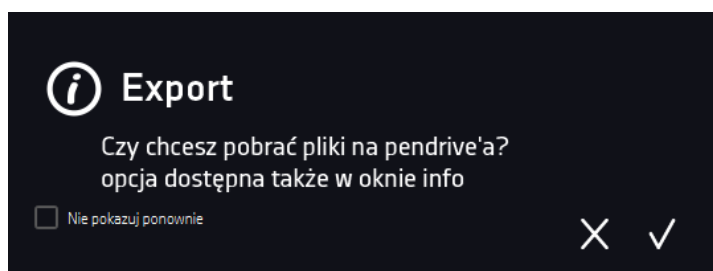 Export
Czy chcesz pobrać pliki na pendrive'a?
opcja dostępna także w oknie info
Nie pokazuj ponownie